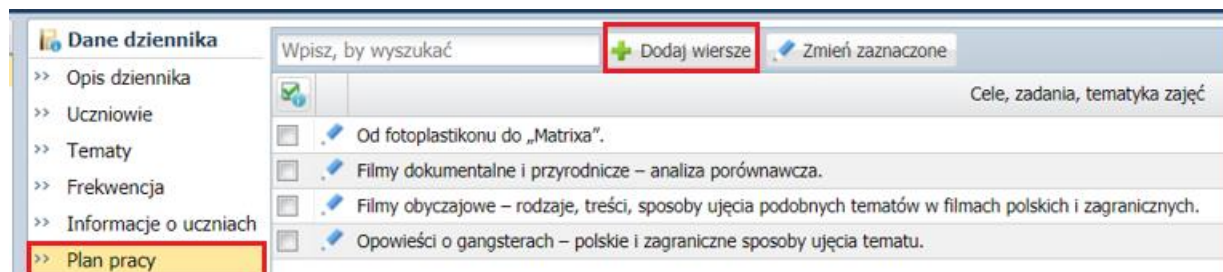 Dane dziennika
>> Opis dziennika
>> Uczniowie
>> Tematy
>> Frekwencja
>> Informacje o uczniach
>> Plan pracy
Wpisz, by wyszukać
Dodaj wiersze
Zmień zaznaczone
Cele, zadania, tematyka zajęć
Od fotoplastikonu do „Matrixa”.
Filmy dokumentalne i przyrodnicze – analiza porównawcza.
Filmy obyczajowe – rodzaje, treści, sposoby ujęcia podobnych tematów w filmach polskich i zagranicznych.
Opowieści o gangsterach – polskie i zagraniczne sposoby ujęcia tematu.